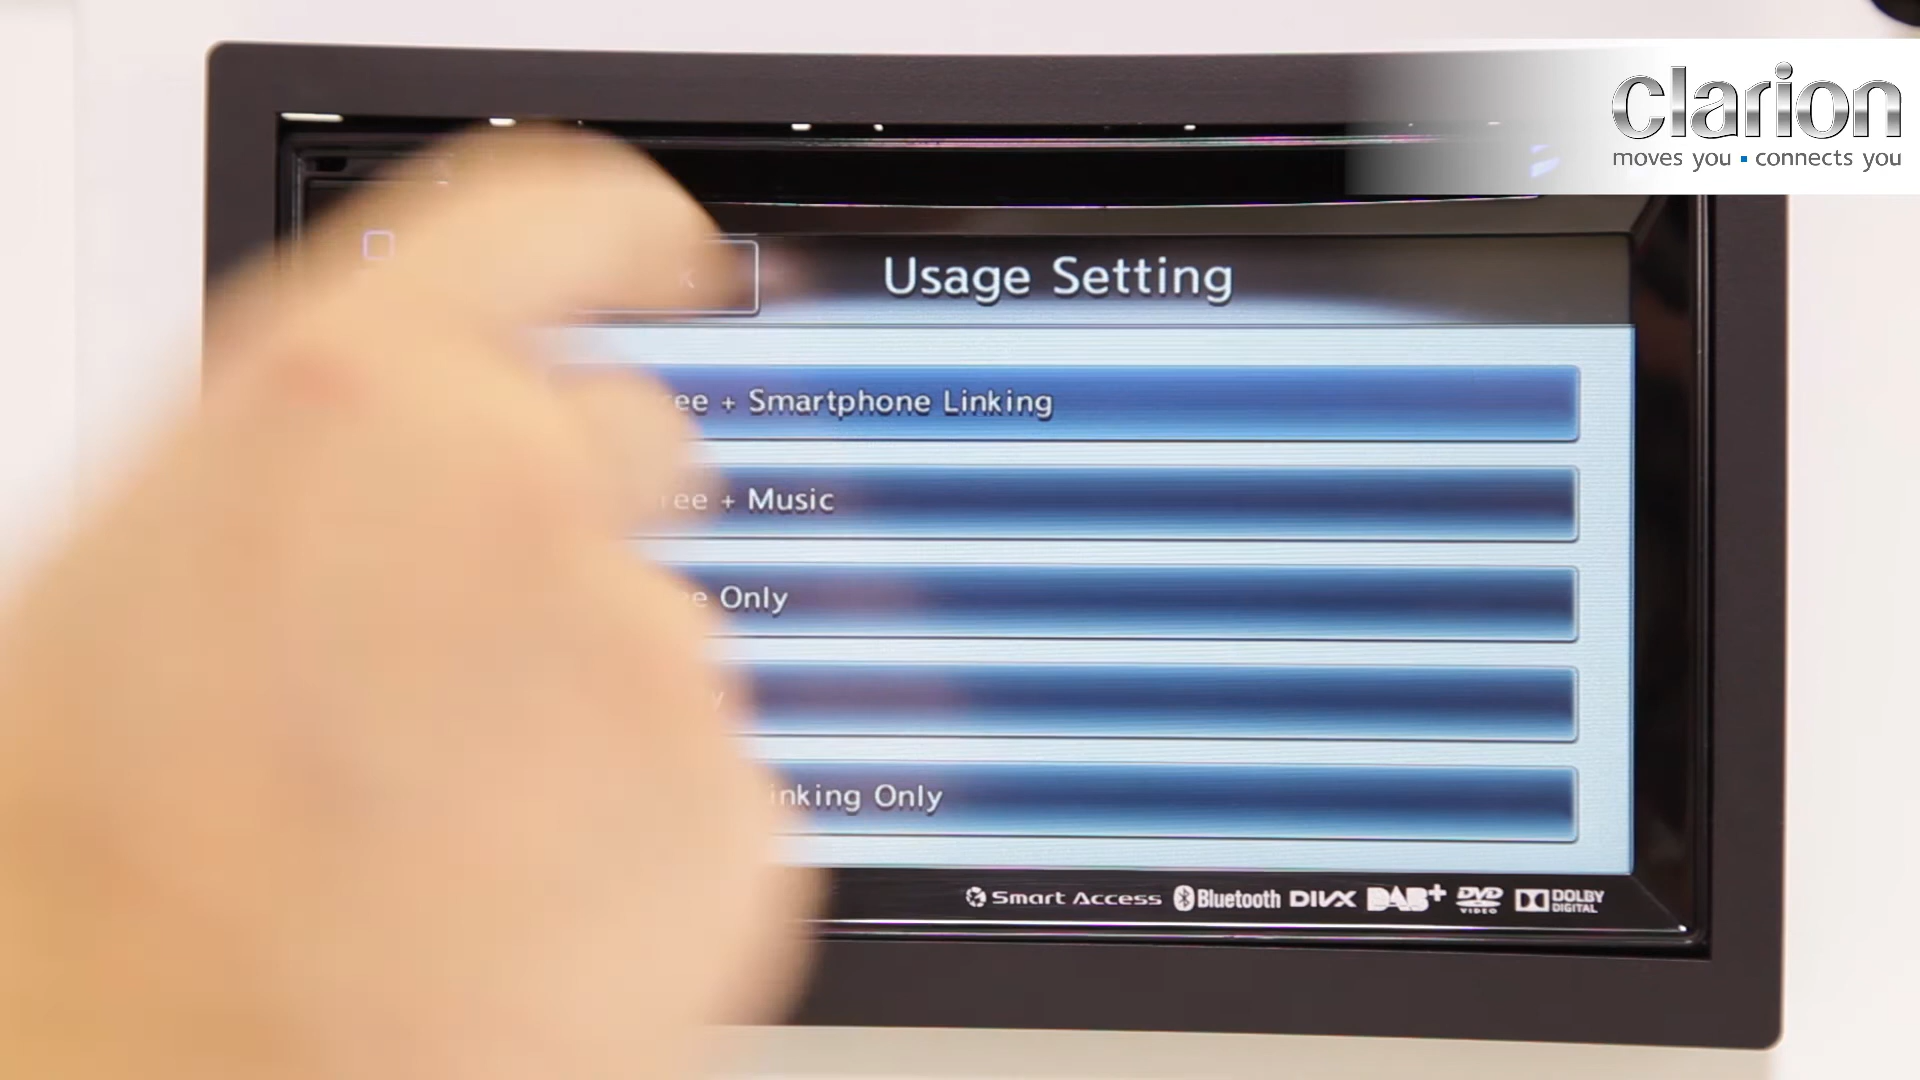 clarion
moves you ▪ connects you
Usage Setting
ee + Smartphone Linking
ree + Music
e Only
y
inking Only
Smart Access Bluetooth DIVX DAB+ DVD VIDEO DOLBY DIGITAL